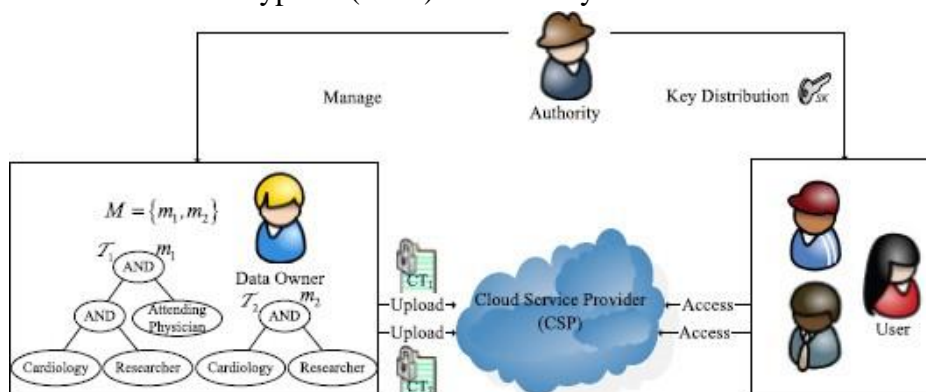 Manage
Key Distribution
SK
Authority
M = {m₁, m₂}
𝒯₁
m₁
AND
Data Owner
AND
Attending
Physician
𝒯₂
m₂
AND
Cardiology
Researcher
Cardiology
Researcher
CT₁
Upload
Upload
Cloud Service Provider
(CSP)
Access
Access
User